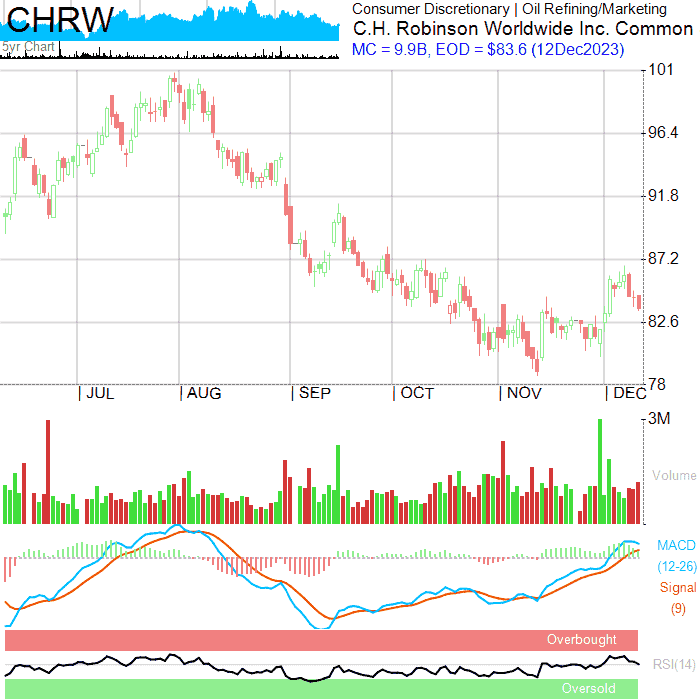 CHRW
Consumer Discretionary | Oil Refining/Marketing
C.H. Robinson Worldwide Inc. Common
5yr Chart
MC = 9.9B, EOD = $83.6 (12Dec2023)
101
96.4
91.8
87.2
82.6
78
| JUL | AUG | SEP | OCT | NOV | DEC
3M
Volume
MACD
(12-26)
Signal
(9)
Overbought
RSI(14)
Oversold